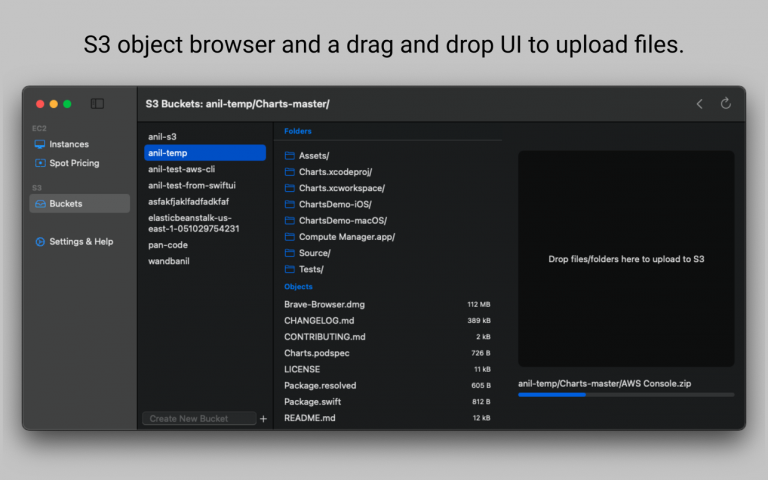 S3 object browser and a drag and drop UI to upload files.
S3 Buckets: anil-temp/Charts-master/
EC2
Instances
Spot Pricing
S3
Buckets
Settings & Help
anil-s3
anil-temp
anil-test-aws-cli
anil-test-from-swiftui
asfakfjaklfadfadkfaf
elasticbeanstalk-us-
east-1-051029754231
pan-code
wandbanil
Create New Bucket +
Folders
Assets/
Charts.xcodeproj/
Charts.xcworkspace/
ChartsDemo-iOS/
ChartsDemo-macOS/
Compute Manager.app/
Source/
Tests/
Objects
Brave-Browser.dmg 112 MB
CHANGELOG.md 389 kB
CONTRIBUTING.md 2 kB
Charts.podspec 726 B
LICENSE 11 kB
Package.resolved 605 B
Package.swift 812 B
README.md 12 kB
Drop files/folders here to upload to S3
anil-temp/Charts-master/AWS Console.zip